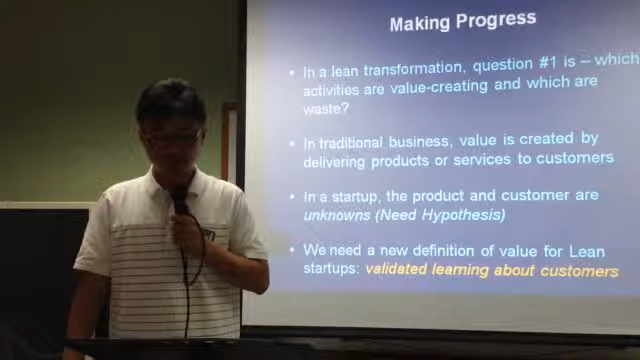 Making Progress
• In a lean transformation, question #1 is – which
activities are value-creating and which are
waste?
• In traditional business, value is created by
delivering products or services to customers
• In a startup, the product and customer are
unknowns (Need Hypothesis)
• We need a new definition of value for Lean
startups: validated learning about customers